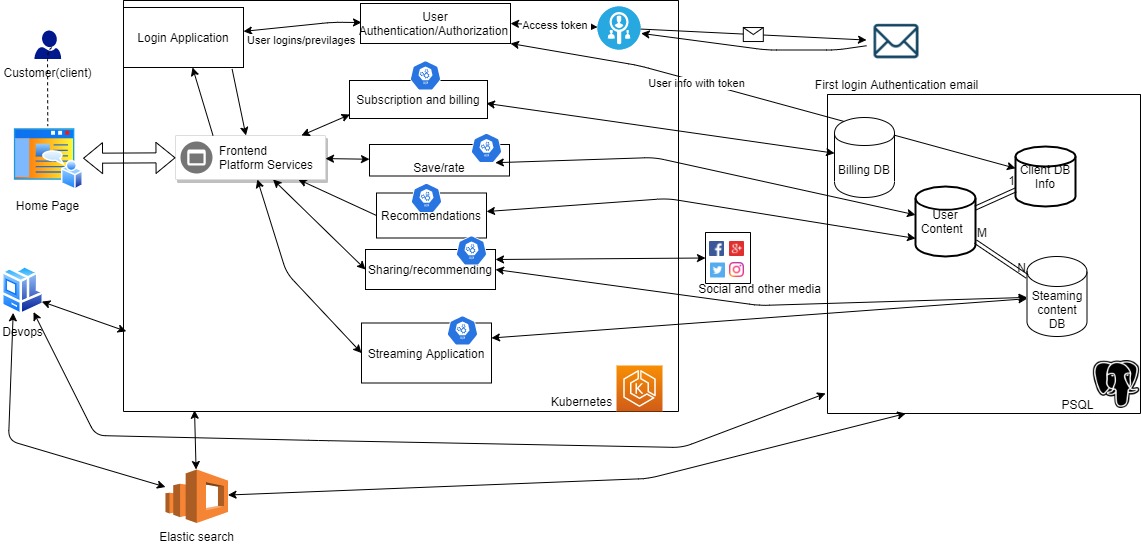 Login Application
User
Authentication/Authorization
Access token
User logins/previlages
Customer(client)
User info with token
First login Authentication email
Subscription and billing
Frontend
Platform Services
Save/rate
Billing DB
Client DB
Info
1
Home Page
Recommendations
User
Content
M
N
Sharing/recommending
Social and other media
Steaming
content
DB
Devops
Streaming Application
Kubernetes
K
PSQL
Elastic search